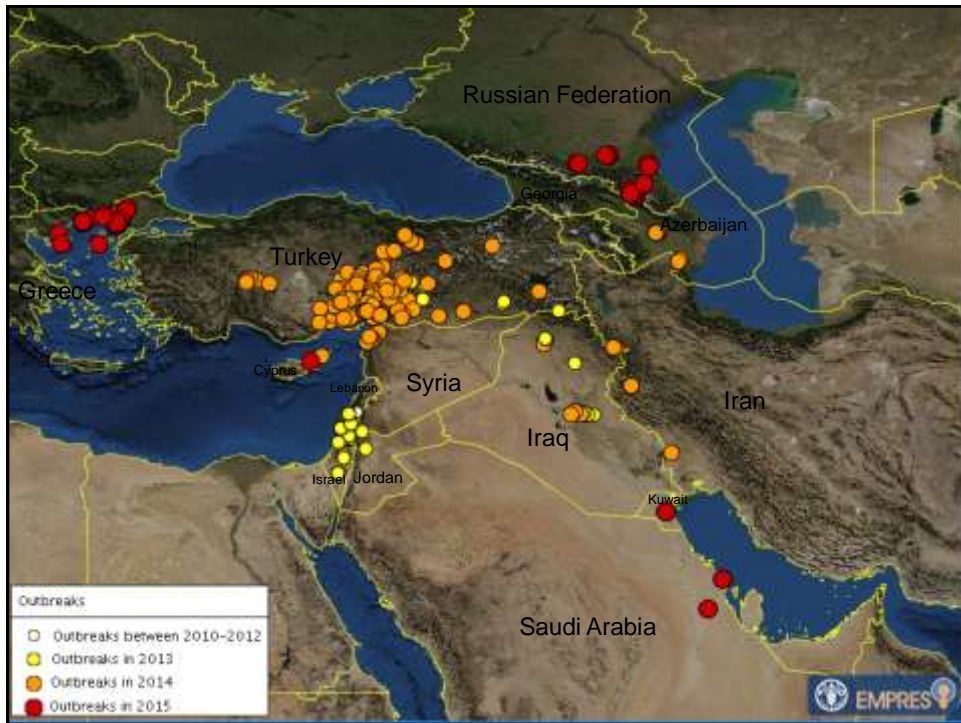 Russian Federation
Georgia
Azerbaijan
Turkey
Greece
Cyprus
Lebanon
Syria
Iran
Iraq
Israel
Jordan
Kuwait
Saudi Arabia
Outbreaks
Outbreaks between 2010-2012
Outbreaks in 2013
Outbreaks in 2014
Outbreaks in 2015
EMPRES